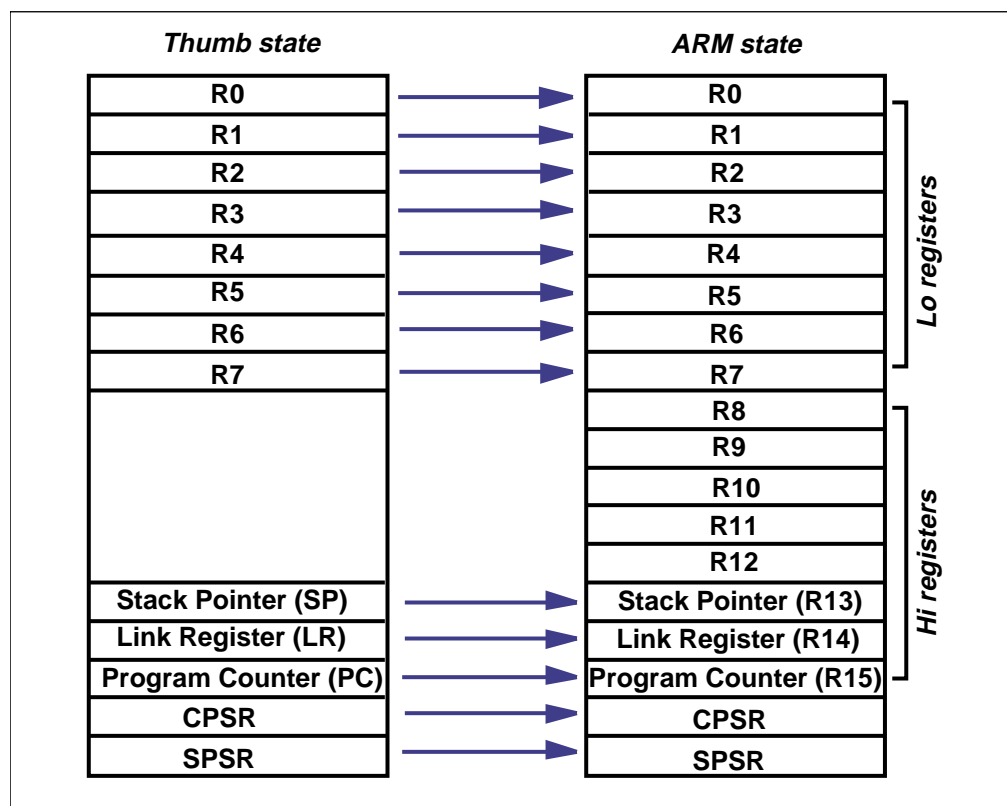 Thumb state
ARM state
R0
R1
R2
R3
R4
R5
R6
R7
Stack Pointer (SP)
Link Register (LR)
Program Counter (PC)
CPSR
SPSR
R0
R1
R2
R3
R4
R5
R6
R7
R8
R9
R10
R11
R12
Stack Pointer (R13)
Link Register (R14)
Program Counter (R15)
CPSR
SPSR
Lo registers
Hi registers